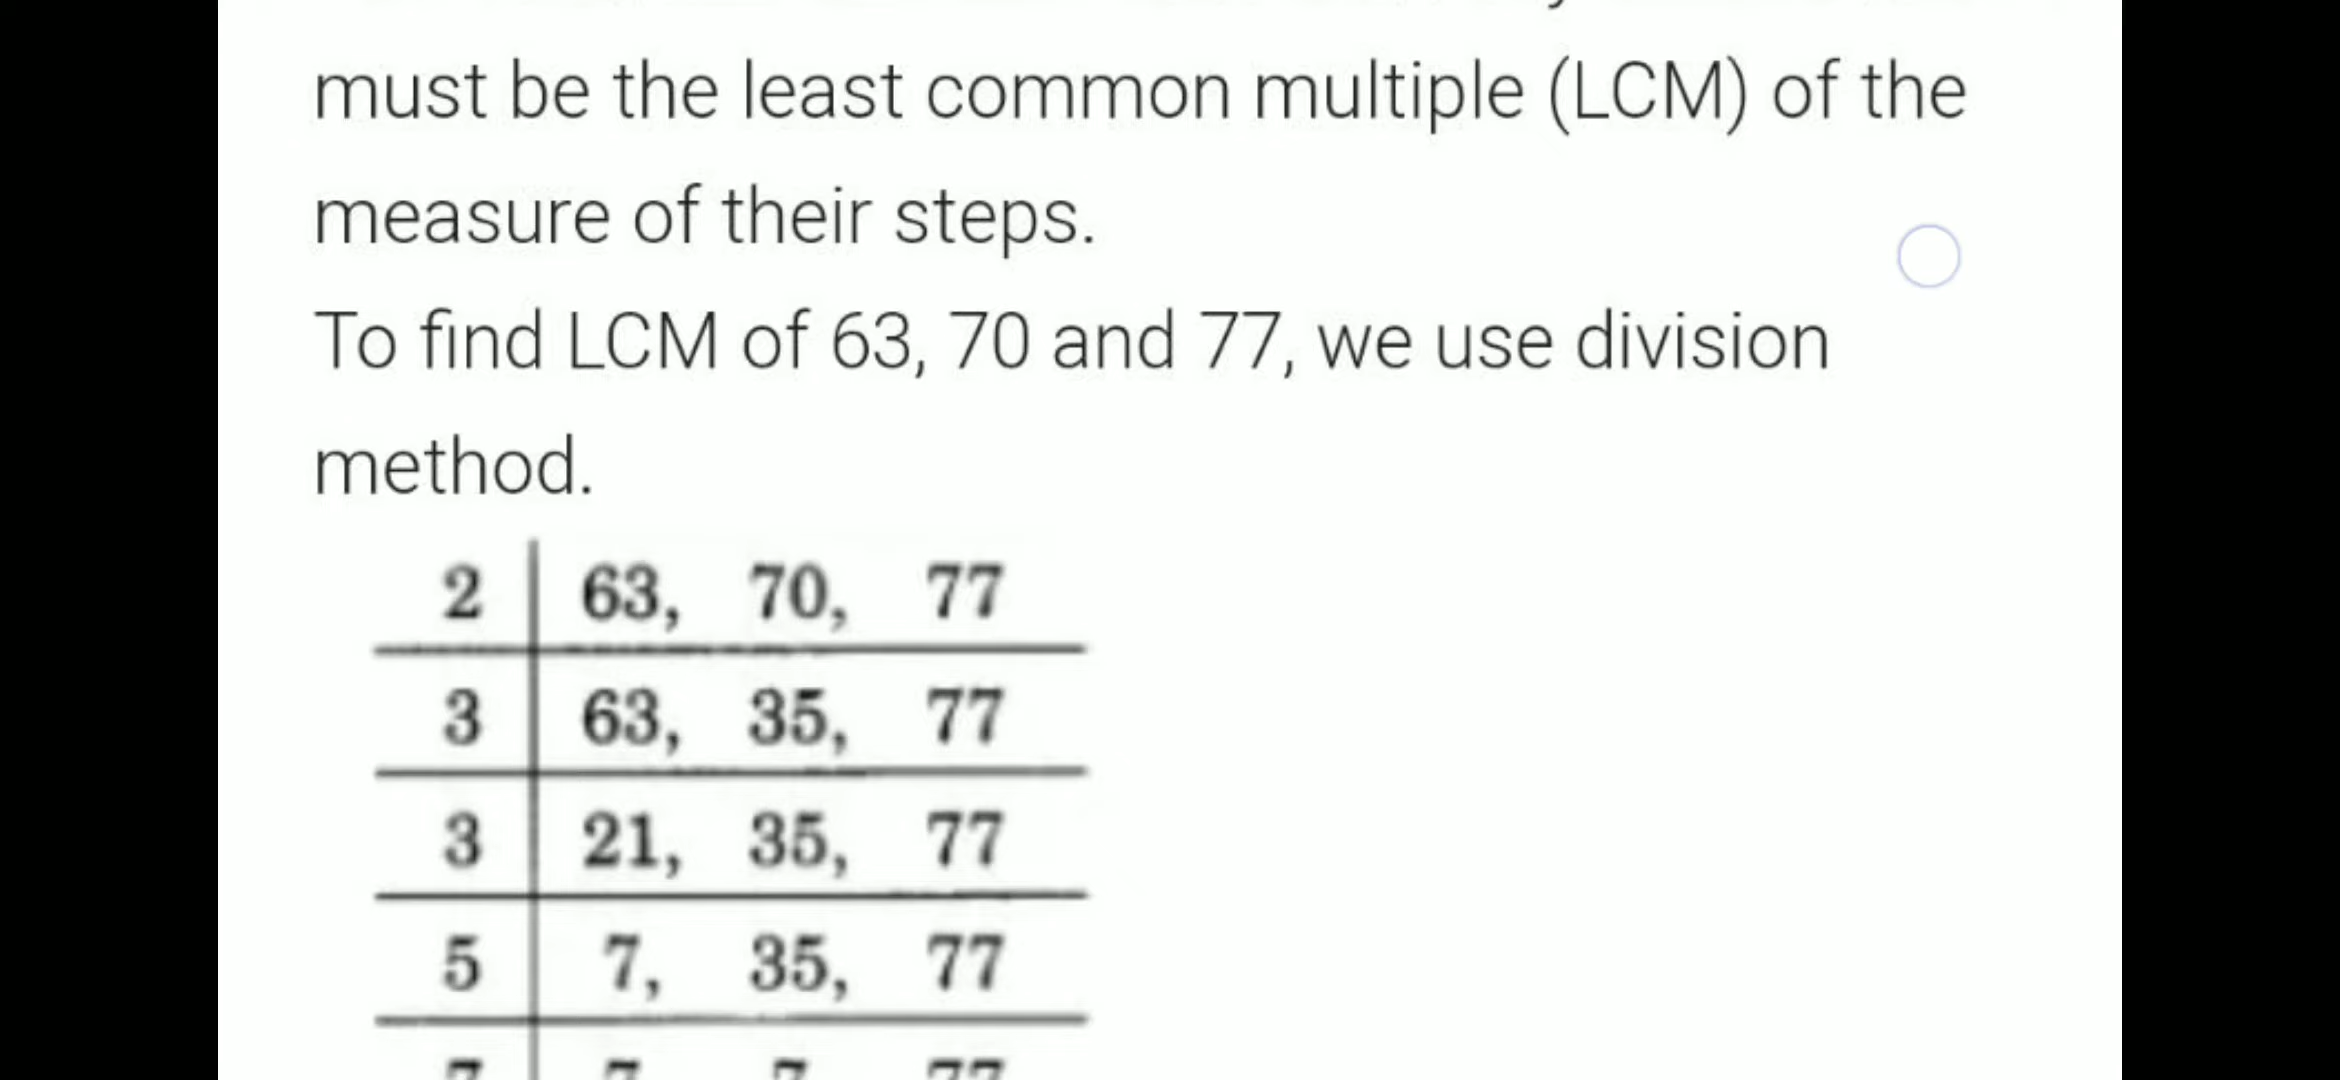 must be the least common multiple (LCM) of the
measure of their steps.
To find LCM of 63, 70 and 77, we use division
method.
2 63, 70, 77
3 63, 35, 77
3 21, 35, 77
5 7, 35, 77